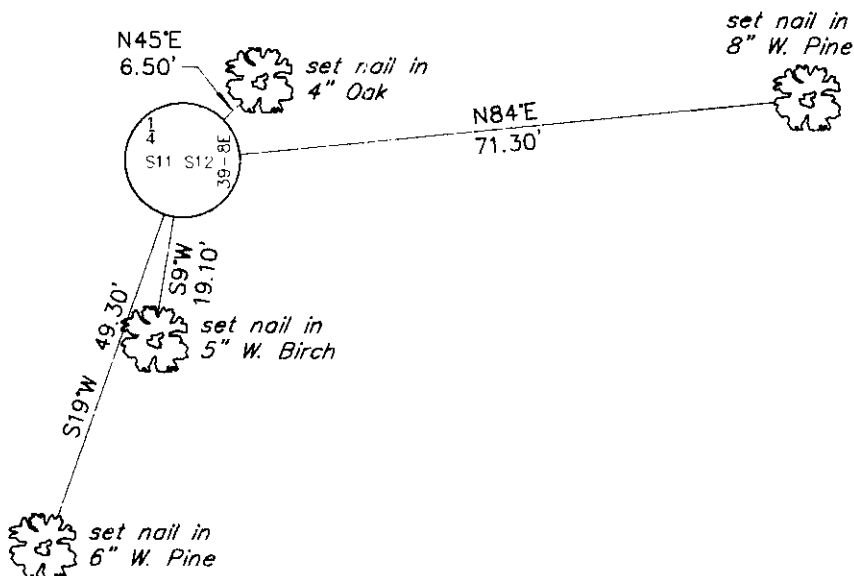 set nail in
8" W. Pine
N45°E
6.50'
set nail in
4" Oak
N84°E
71.30'
1/4
S11 S12
39-8E
S9°W
19.10'
S19°W 49.30'
set nail in
5" W. Birch
set nail in
6" W. Pine